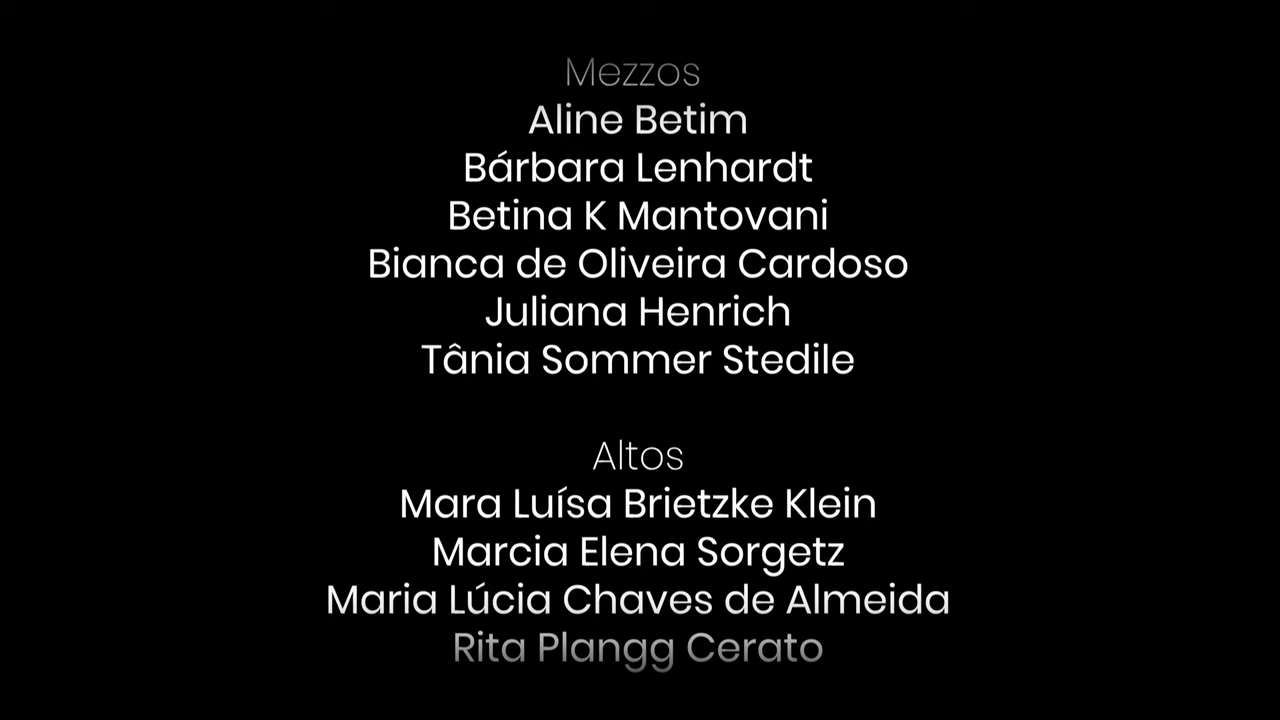 Mezzos
Aline Betim
Bárbara Lenhardt
Betina K Mantovani
Bianca de Oliveira Cardoso
Juliana Henrich
Tânia Sommer Stedile
Altos
Mara Luísa Brietzke Klein
Marcia Elena Sorgetz
Maria Lúcia Chaves de Almeida
Rita Plangg Cerato